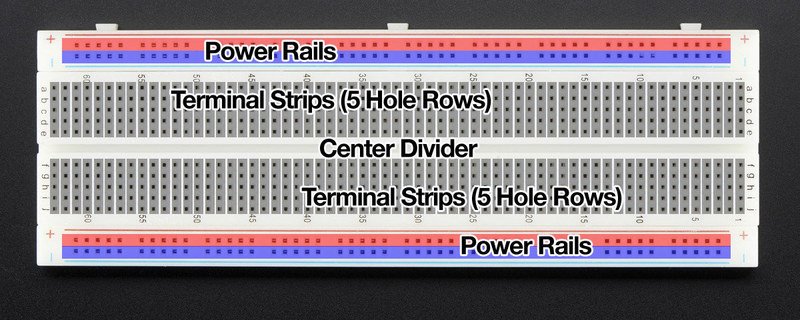 + Power Rails +
- -
60 55 50 45 40 35 30 25 20 15 10 5 1
a a
b b
c Terminal Strips (5 Hole Rows) c
d d
e e
Center Divider
f f
g g
h Terminal Strips (5 Hole Rows) h
i i
j j
60 55 50 45 40 35 30 25 20 15 10 5 1
+ Power Rails +
- -